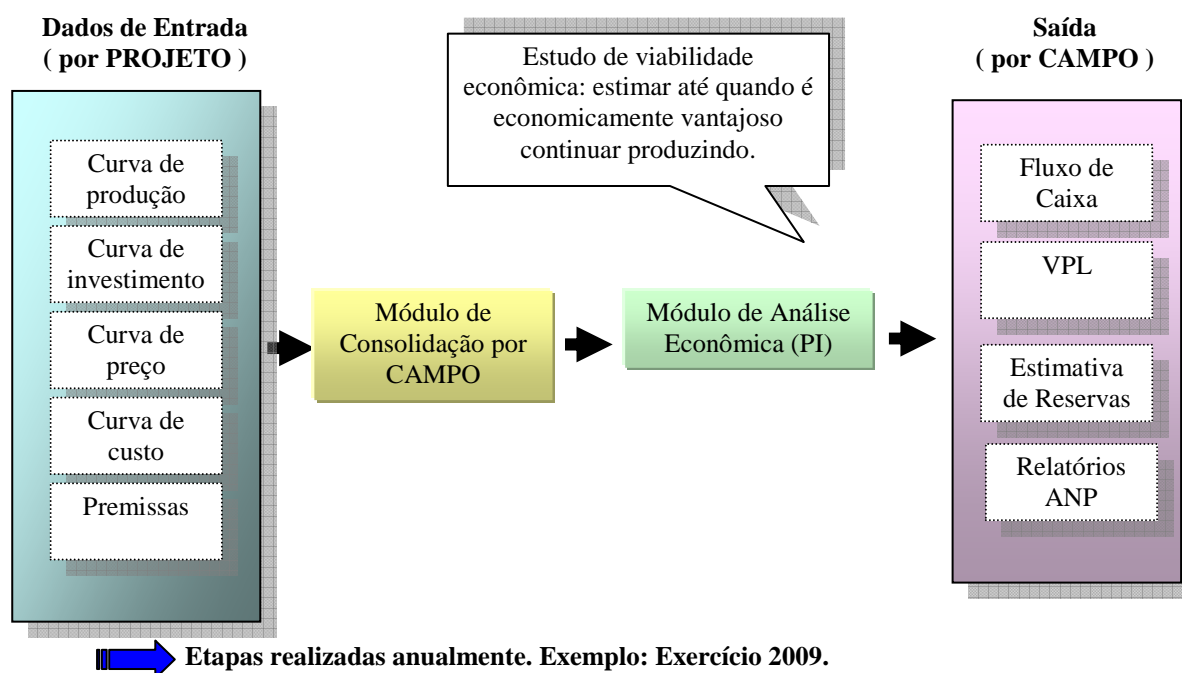 Dados de Entrada
( por PROJETO )
Curva de
produção
Curva de
investimento
Curva de
preço
Curva de
custo
Premissas
Módulo de
Consolidação por
CAMPO
Estudo de viabilidade
econômica: estimar até quando é
economicamente vantajoso
continuar produzindo.
Módulo de Análise
Econômica (PI)
Saída
( por CAMPO )
Fluxo de
Caixa
VPL
Estimativa
de Reservas
Relatórios
ANP
Etapas realizadas anualmente. Exemplo: Exercício 2009.